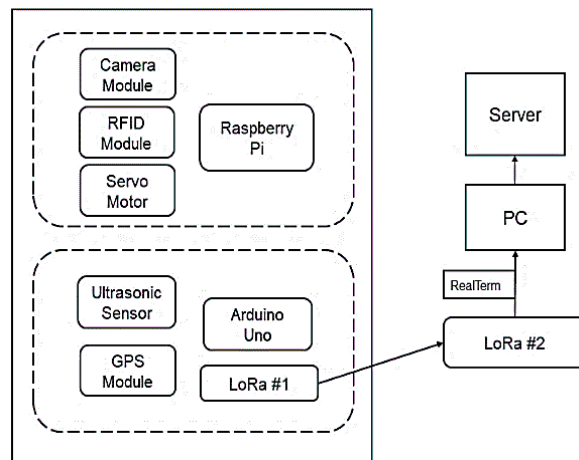 Camera
Module
RFID
Module
Servo
Motor
Raspberry
Pi
Ultrasonic
Sensor
GPS
Module
Arduino
Uno
LoRa #1
Server
PC
RealTerm
LoRa #2